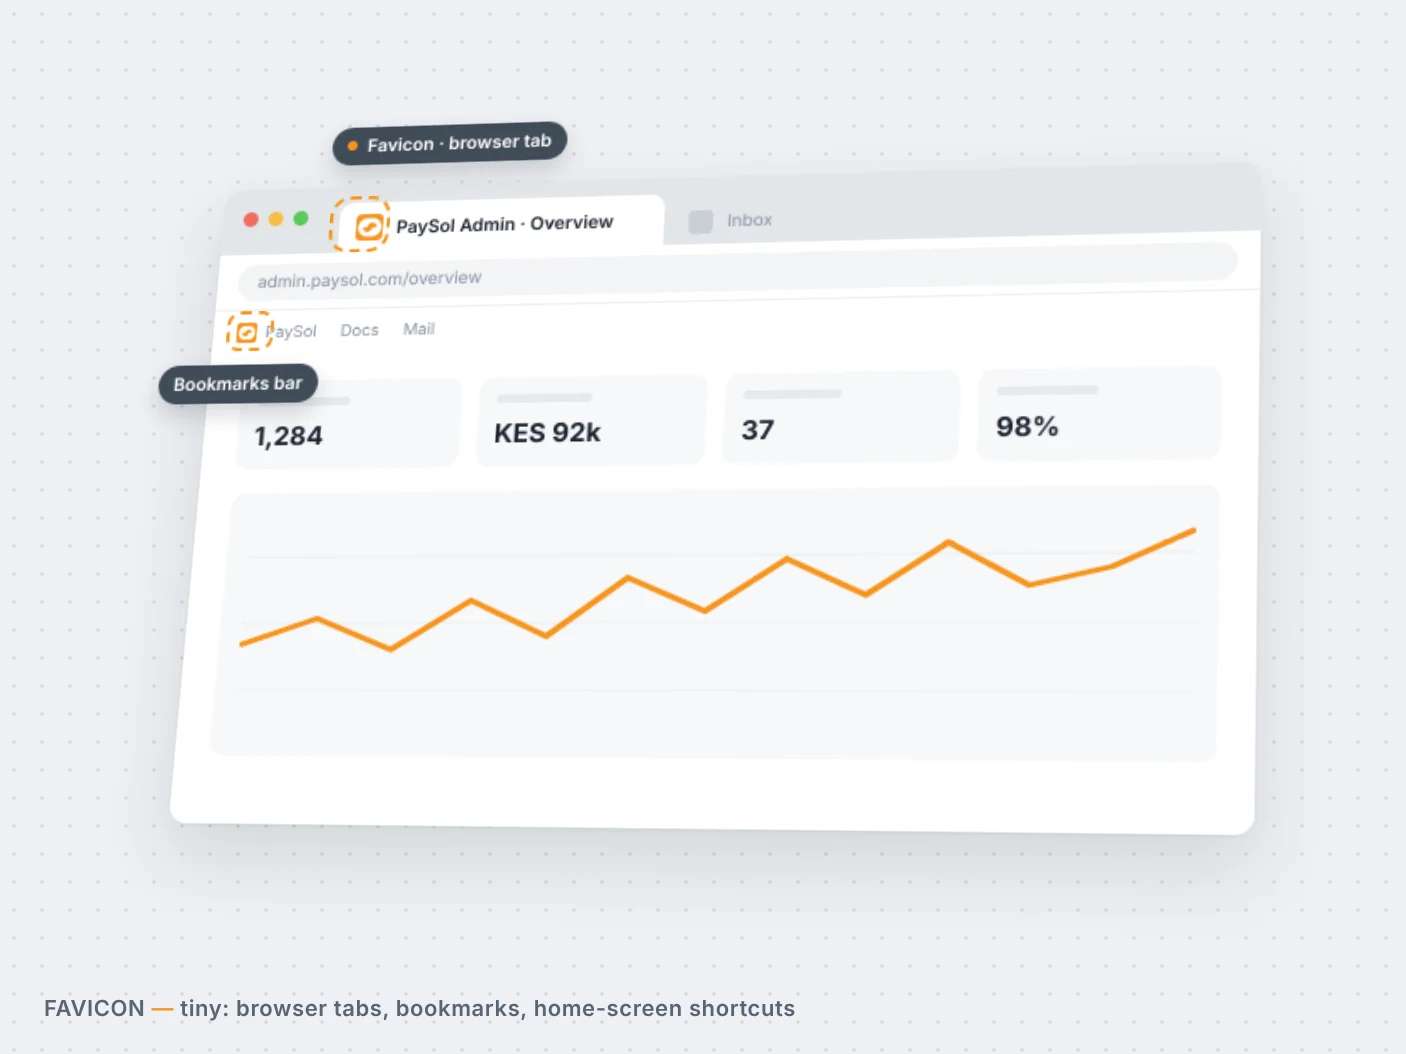 Favicon · browser tab
PaySol Admin · Overview
Inbox
admin.paysol.com/overview
PaySol
Docs
Mail
Bookmarks bar
1,284
KES 92k
37
98%
FAVICON — tiny: browser tabs, bookmarks, home-screen shortcuts